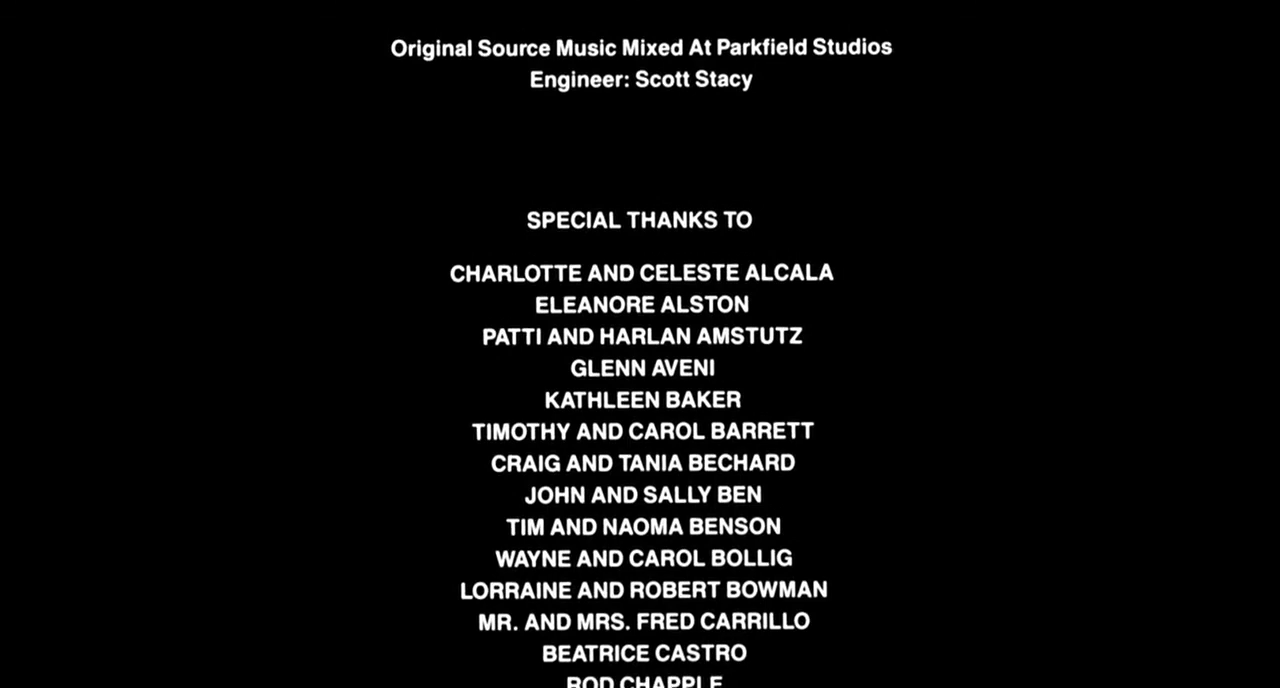 Original Source Music Mixed At Parkfield Studios
Engineer: Scott Stacy
SPECIAL THANKS TO
CHARLOTTE AND CELESTE ALCALA
ELEANORE ALSTON
PATTI AND HARLAN AMSTUTZ
GLENN AVENI
KATHLEEN BAKER
TIMOTHY AND CAROL BARRETT
CRAIG AND TANIA BECHARD
JOHN AND SALLY BEN
TIM AND NAOMA BENSON
WAYNE AND CAROL BOLLIG
LORRAINE AND ROBERT BOWMAN
MR. AND MRS. FRED CARRILLO
BEATRICE CASTRO
ROD CHAPPLE